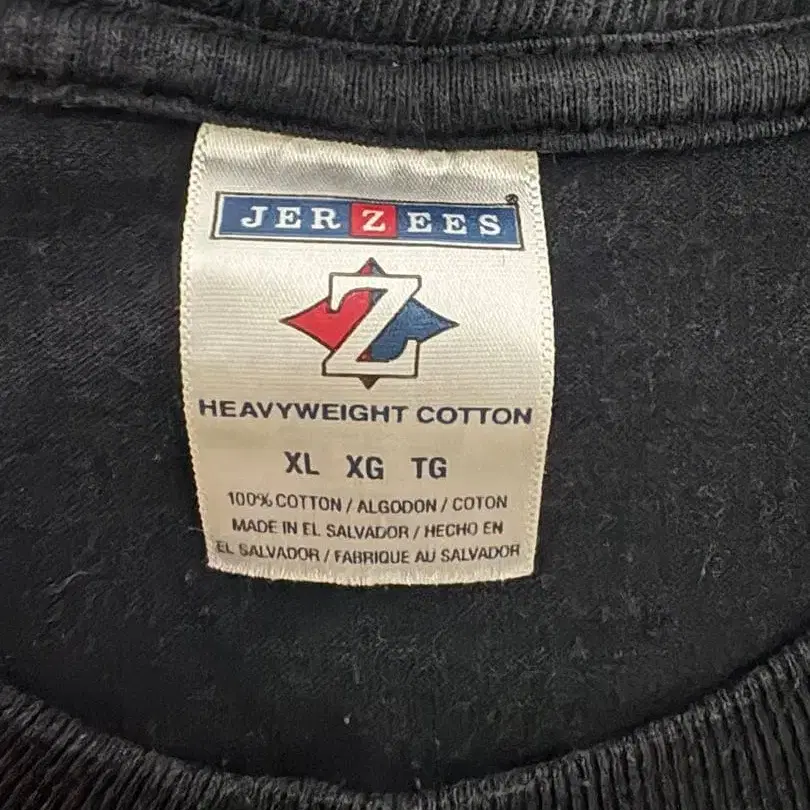 JERZEES®
Z
HEAVYWEIGHT COTTON
XL XG TG
100% COTTON / ALGODON / COTON
MADE IN EL SALVADOR / HECHO EN
EL SALVADOR / FABRIQUE AU SALVADOR